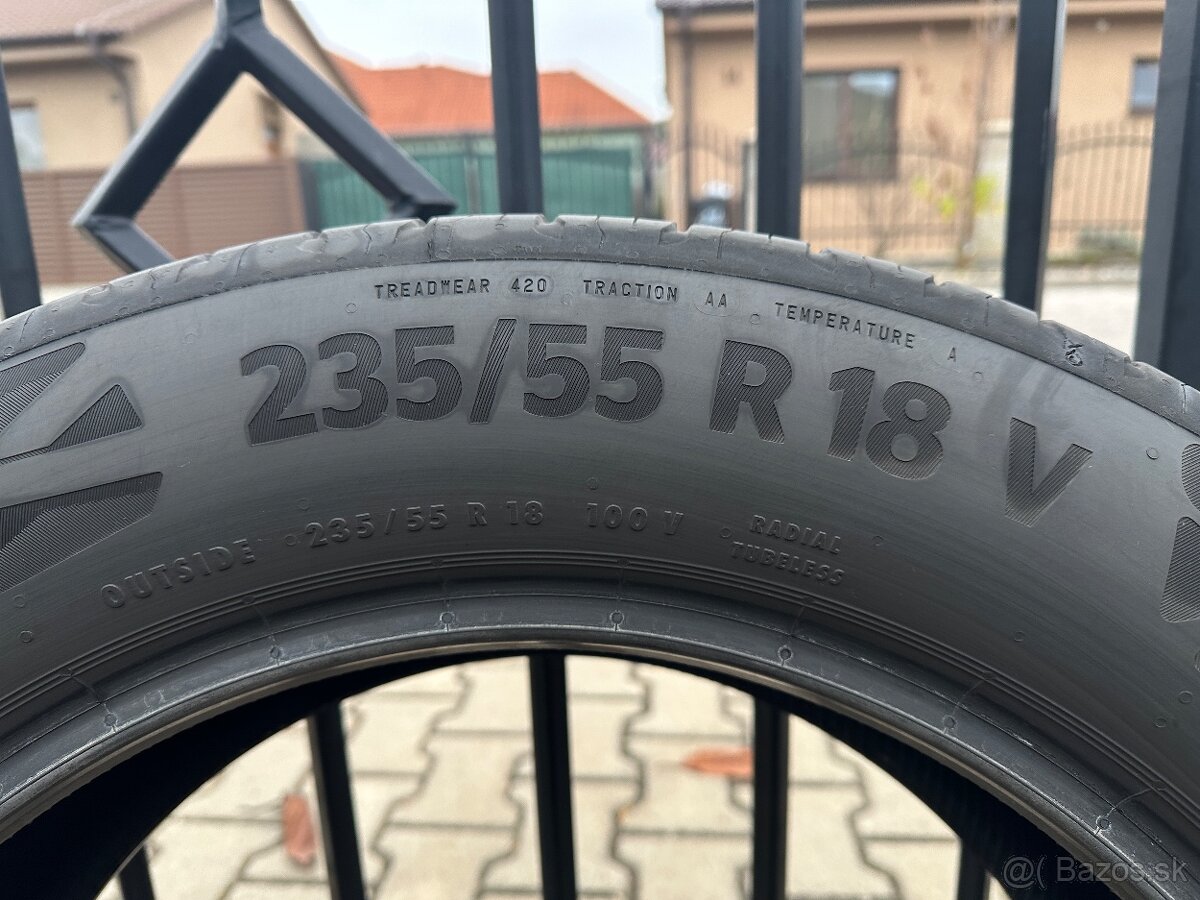 TREADWEAR 420 TRACTION AA TEMPERATURE A
235/55 R 18 V
OUTSIDE 235/55 R 18 100 V RADIAL
TUBELESS
@( Bazos.sk